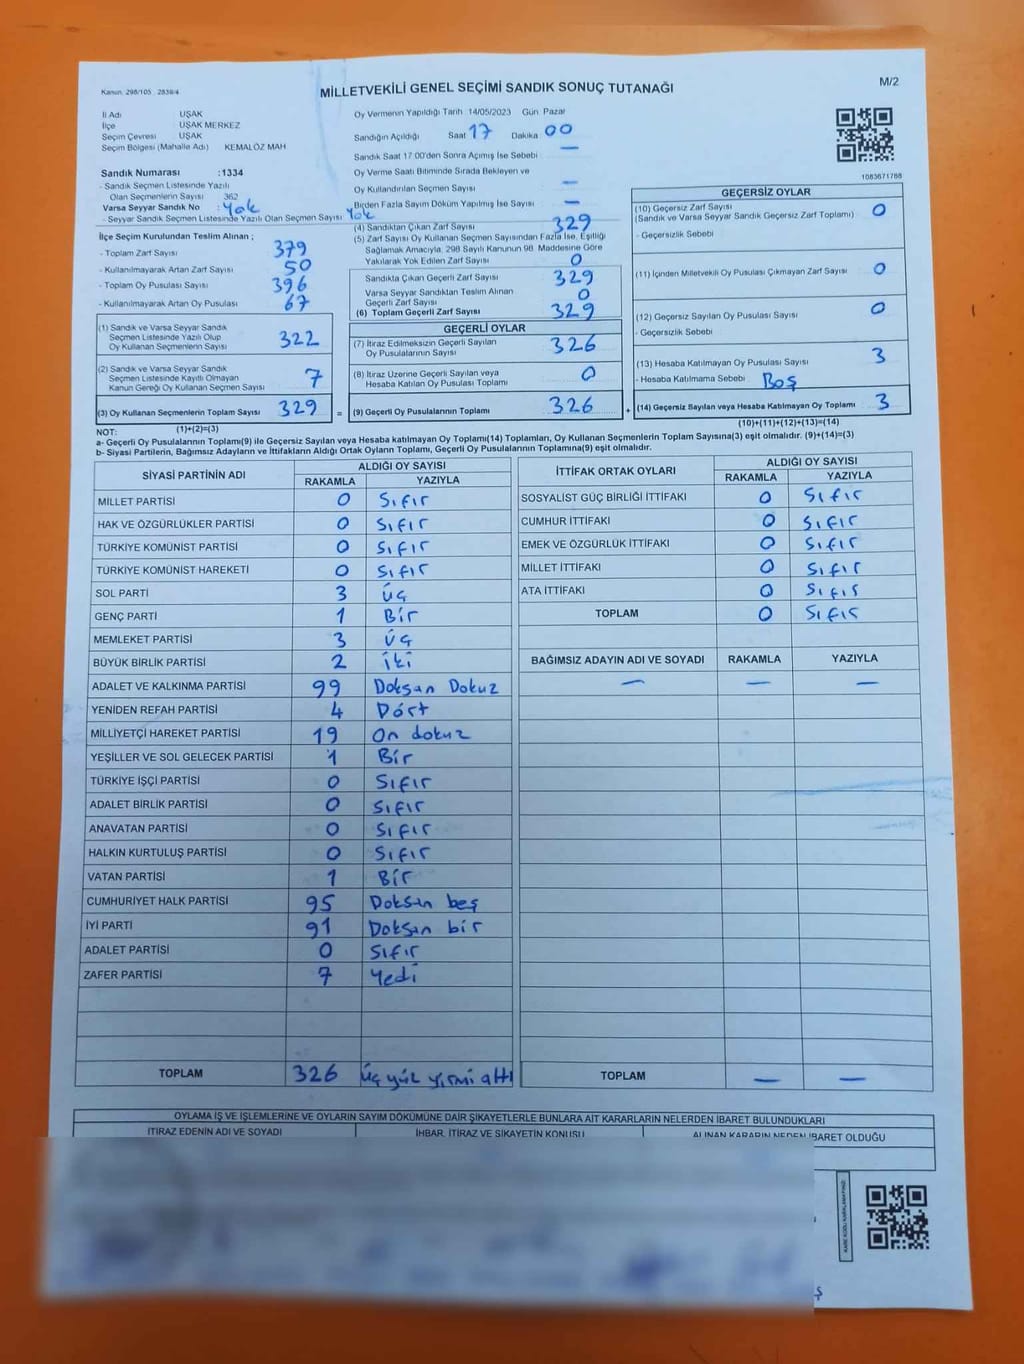 Kanun: 298/105 , 2839/4
MİLLETVEKİLİ GENEL SEÇİMİ SANDIK SONUÇ TUTANAĞI
M/2
İl Adı UŞAK
İlçe UŞAK MERKEZ
Seçim Çevresi UŞAK
Seçim Bölgesi (Mahalle Adı) KEMALÖZ MAH
Sandık Numarası :1334
- Sandık Seçmen Listesinde Yazılı
Olan Seçmenlerin Sayısı 362
Varsa Seyyar Sandık No : Yok
- Seyyar Sandık Seçmen Listesinde Yazılı Olan Seçmen Sayısı Yok
Oy Vermenin Yapıldığı Tarih 14/05/2023 Gün Pazar
Sandığın Açıldığı Saat 17 Dakika 00
Sandık Saat 17:00'den Sonra Açılmış İse Sebebi —
Oy Verme Saati Bitiminde Sırada Bekleyen ve
Oy Kullandırılan Seçmen Sayısı —
Birden Fazla Sayım Döküm Yapılmış İse Sayısı —
1083671788
İlçe Seçim Kurulundan Teslim Alınan ;
- Toplam Zarf Sayısı 379
- Kullanılmayarak Artan Zarf Sayısı 50
- Toplam Oy Pusulası Sayısı 396
- Kullanılmayarak Artan Oy Pusulası 67
(1) Sandık ve Varsa Seyyar Sandık
Seçmen Listesinde Yazılı Olup
Oy Kullanan Seçmenlerin Sayısı 322
(2) Sandık ve Varsa Seyyar Sandık
Seçmen Listesinde Kayıtlı Olmayan
Kanun Gereği Oy Kullanan Seçmen Sayısı 7
(3) Oy Kullanan Seçmenlerin Toplam Sayısı 329 =
(1)+(2)=(3)
(4) Sandıktan Çıkan Zarf Sayısı 329
(5) Zarf Sayısı Oy Kullanan Seçmen Sayısından Fazla İse, Eşitliği
Sağlamak Amacıyla, 298 Sayılı Kanunun 98. Maddesine Göre
Yakılarak Yok Edilen Zarf Sayısı 0
Sandıkta Çıkan Geçerli Zarf Sayısı 329
Varsa Seyyar Sandıktan Teslim Alınan
Geçerli Zarf Sayısı 0
(6) Toplam Geçerli Zarf Sayısı 329
GEÇERLİ OYLAR
(7) İtiraz Edilmeksizin Geçerli Sayılan
Oy Pusulalarının Sayısı 326
(8) İtiraz Üzerine Geçerli Sayılan veya
Hesaba Katılan Oy Pusulası Toplamı 0
(9) Geçerli Oy Pusulalarının Toplamı 326 +
GEÇERSİZ OYLAR
(10) Geçersiz Zarf Sayısı 0
(Sandık ve Varsa Seyyar Sandık Geçersiz Zarf Toplamı)
- Geçersizlik Sebebi
(11) İçinden Milletvekili Oy Pusulası Çıkmayan Zarf Sayısı 0
(12) Geçersiz Sayılan Oy Pusulası Sayısı 0
- Geçersizlik Sebebi
(13) Hesaba Katılmayan Oy Pusulası Sayısı 3
- Hesaba Katılmama Sebebi Boş
(14) Geçersiz Sayılan veya Hesaba Katılmayan Oy Toplamı 3
(10)+(11)+(12)+(13)=(14)
NOT:
a- Geçerli Oy Pusulalarının Toplamı(9) ile Geçersiz Sayılan veya Hesaba katılmayan Oy Toplamı(14) Toplamları, Oy Kullanan Seçmenlerin Toplam Sayısına(3) eşit olmalıdır. (9)+(14)=(3)
b- Siyasi Partilerin, Bağımsız Adayların ve İttifakların Aldığı Ortak Oyların Toplamı, Geçerli Oy Pusulalarının Toplamına(9) eşit olmalıdır.
SİYASİ PARTİNİN ADI ALDIĞI OY SAYISI
RAKAMLA YAZIYLA
MİLLET PARTİSİ 0 Sıfır
HAK VE ÖZGÜRLÜKLER PARTİSİ 0 Sıfır
TÜRKİYE KOMÜNİST PARTİSİ 0 Sıfır
TÜRKİYE KOMÜNİST HAREKETİ 0 Sıfır
SOL PARTİ 3 Üç
GENÇ PARTİ 1 Bir
MEMLEKET PARTİSİ 3 Üç
BÜYÜK BİRLİK PARTİSİ 2 İki
ADALET VE KALKINMA PARTİSİ 99 Doksan Dokuz
YENİDEN REFAH PARTİSİ 4 Dört
MİLLİYETÇİ HAREKET PARTİSİ 19 On dokuz
YEŞİLLER VE SOL GELECEK PARTİSİ 1 Bir
TÜRKİYE İŞÇİ PARTİSİ 0 Sıfır
ADALET BİRLİK PARTİSİ 0 Sıfır
ANAVATAN PARTİSİ 0 Sıfır
HALKIN KURTULUŞ PARTİSİ 0 Sıfır
VATAN PARTİSİ 1 Bir
CUMHURİYET HALK PARTİSİ 95 Doksan beş
İYİ PARTİ 91 Doksan bir
ADALET PARTİSİ 0 Sıfır
ZAFER PARTİSİ 7 Yedi
TOPLAM 326 Üç yüz yirmi altı
İTTİFAK ORTAK OYLARI ALDIĞI OY SAYISI
RAKAMLA YAZIYLA
SOSYALİST GÜÇ BİRLİĞİ İTTİFAKI 0 Sıfır
CUMHUR İTTİFAKI 0 Sıfır
EMEK VE ÖZGÜRLÜK İTTİFAKI 0 Sıfır
MİLLET İTTİFAKI 0 Sıfır
ATA İTTİFAKI 0 Sıfır
TOPLAM 0 Sıfır
BAĞIMSIZ ADAYIN ADI VE SOYADI RAKAMLA YAZIYLA
— — —
TOPLAM — —
OYLAMA İŞ VE İŞLEMLERİNE VE OYLARIN SAYIM DÖKÜMÜNE DAİR ŞİKAYETLERLE BUNLARA AİT KARARLARIN NELERDEN İBARET BULUNDUKLARI
İTİRAZ EDENİN ADI VE SOYADI İHBAR, İTİRAZ VE ŞİKAYETİN KONUSU ALINAN KARARIN NEDEN İBARET OLDUĞU
KARE KODU KARALAMAYINIZ!